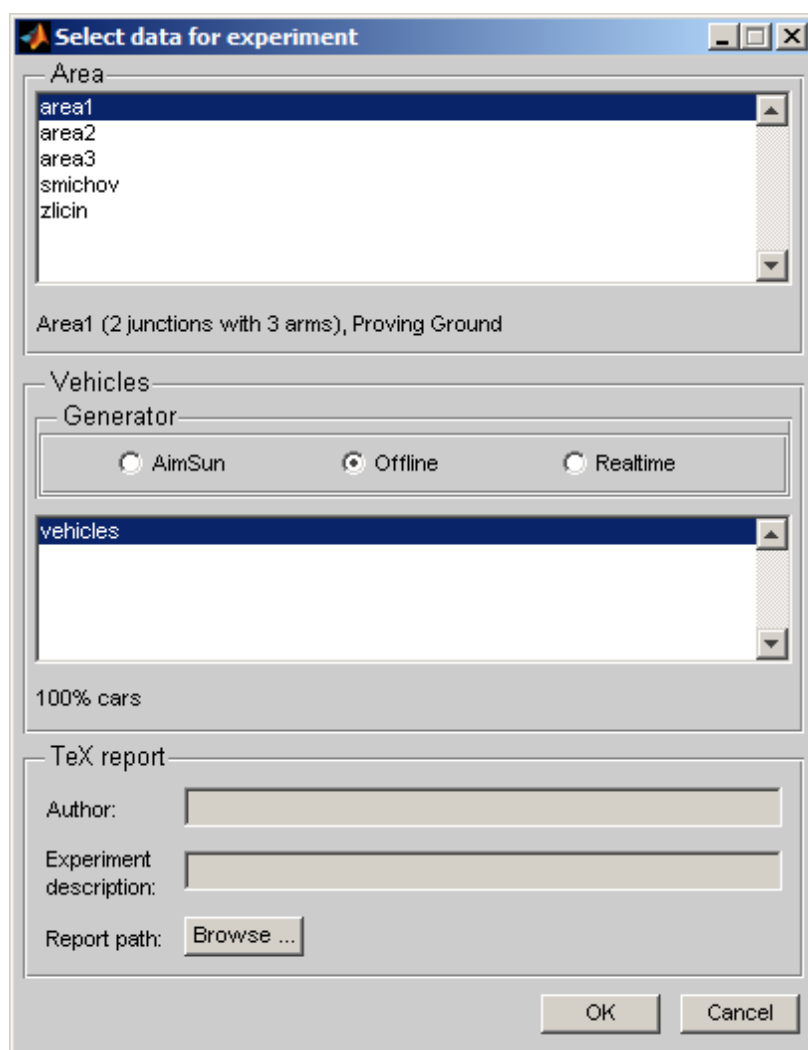 Select data for experiment
Area
area1
area2
area3
smichov
zlicin
Area1 (2 junctions with 3 arms), Proving Ground
Vehicles
Generator
AimSun Offline Realtime
vehicles
100% cars
TeX report
Author:
Experiment
description:
Report path: Browse ...
OK Cancel